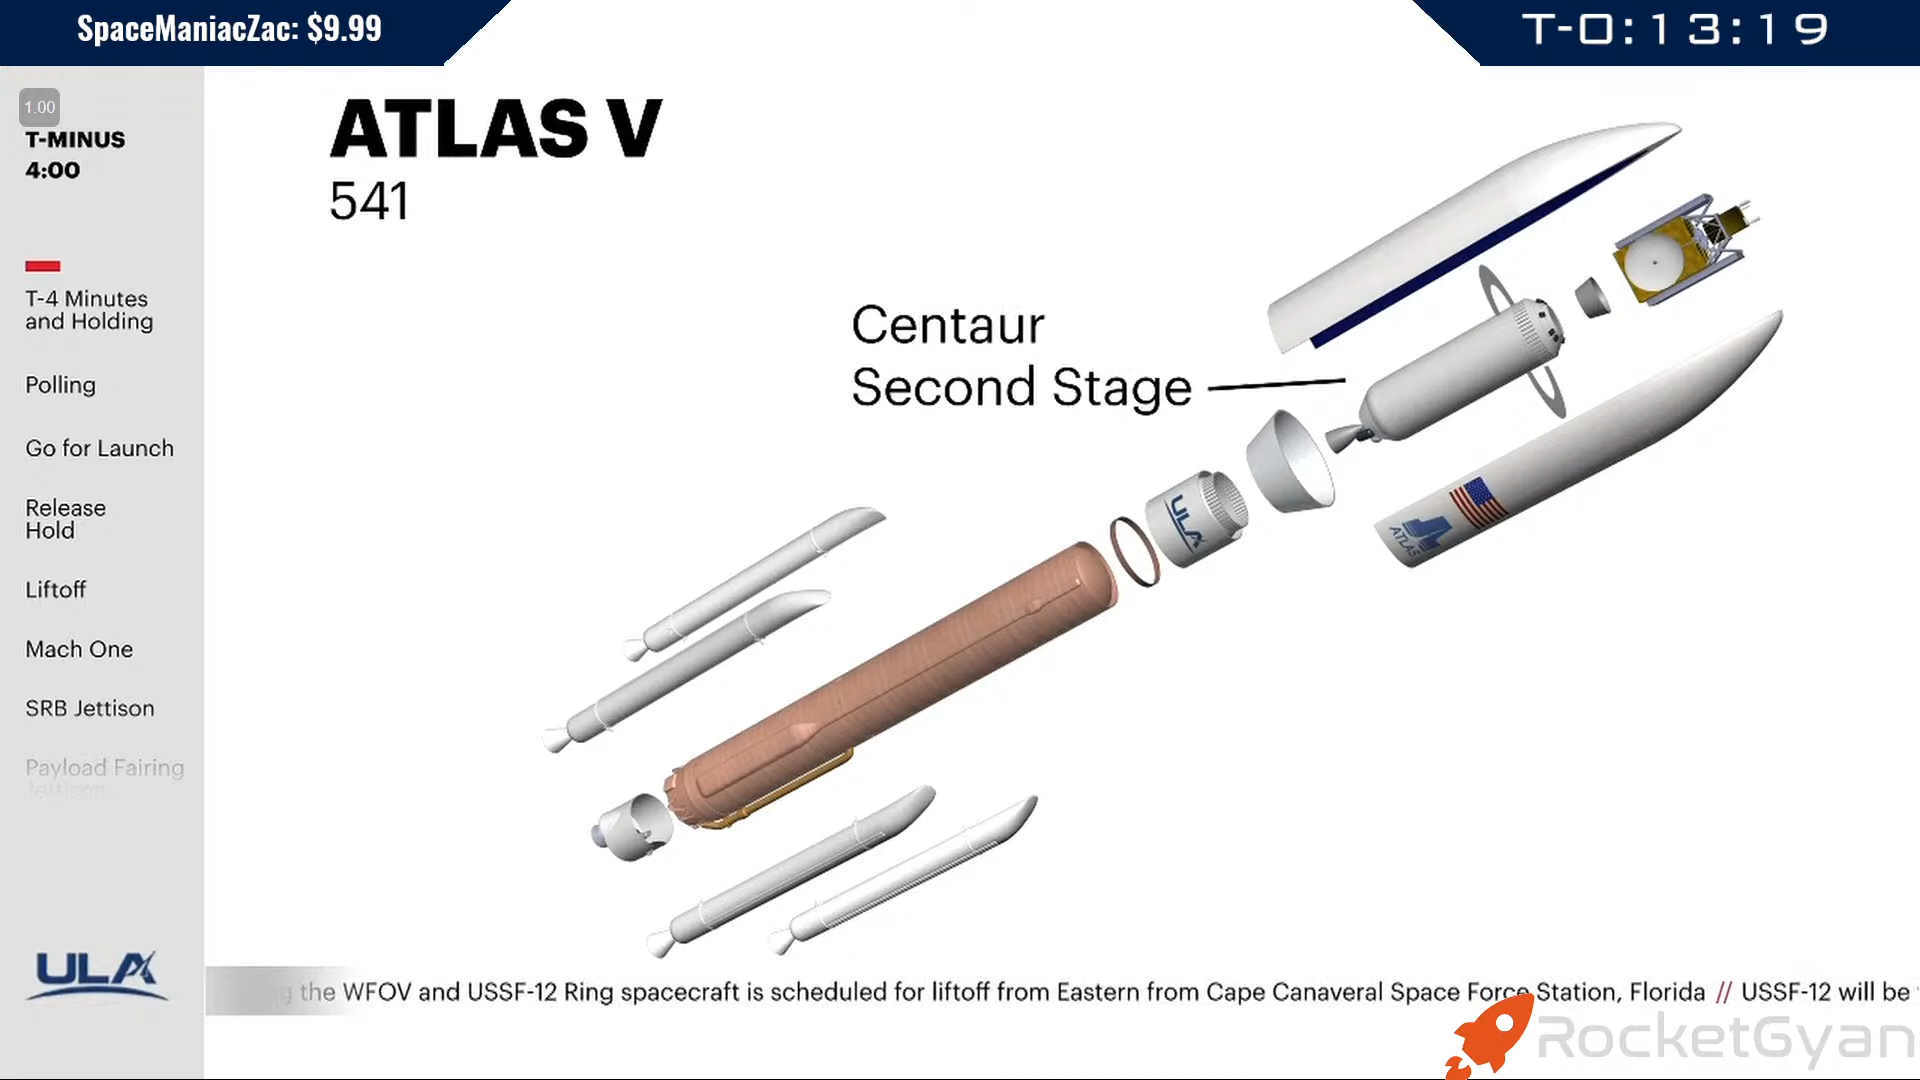 SpaceManiacZac: $9.99
T-0:13:19
1.00
T-MINUS
4:00
T-4 Minutes
and Holding
Polling
Go for Launch
Release
Hold
Liftoff
Mach One
SRB Jettison
Payload Fairing
Jettison
ULA
ATLAS V
541
Centaur
Second Stage
ULA
ATLAS
the WFOV and USSF-12 Ring spacecraft is scheduled for liftoff from Eastern from Cape Canaveral Space Force Station, Florida // USSF-12 will be
RocketGyan